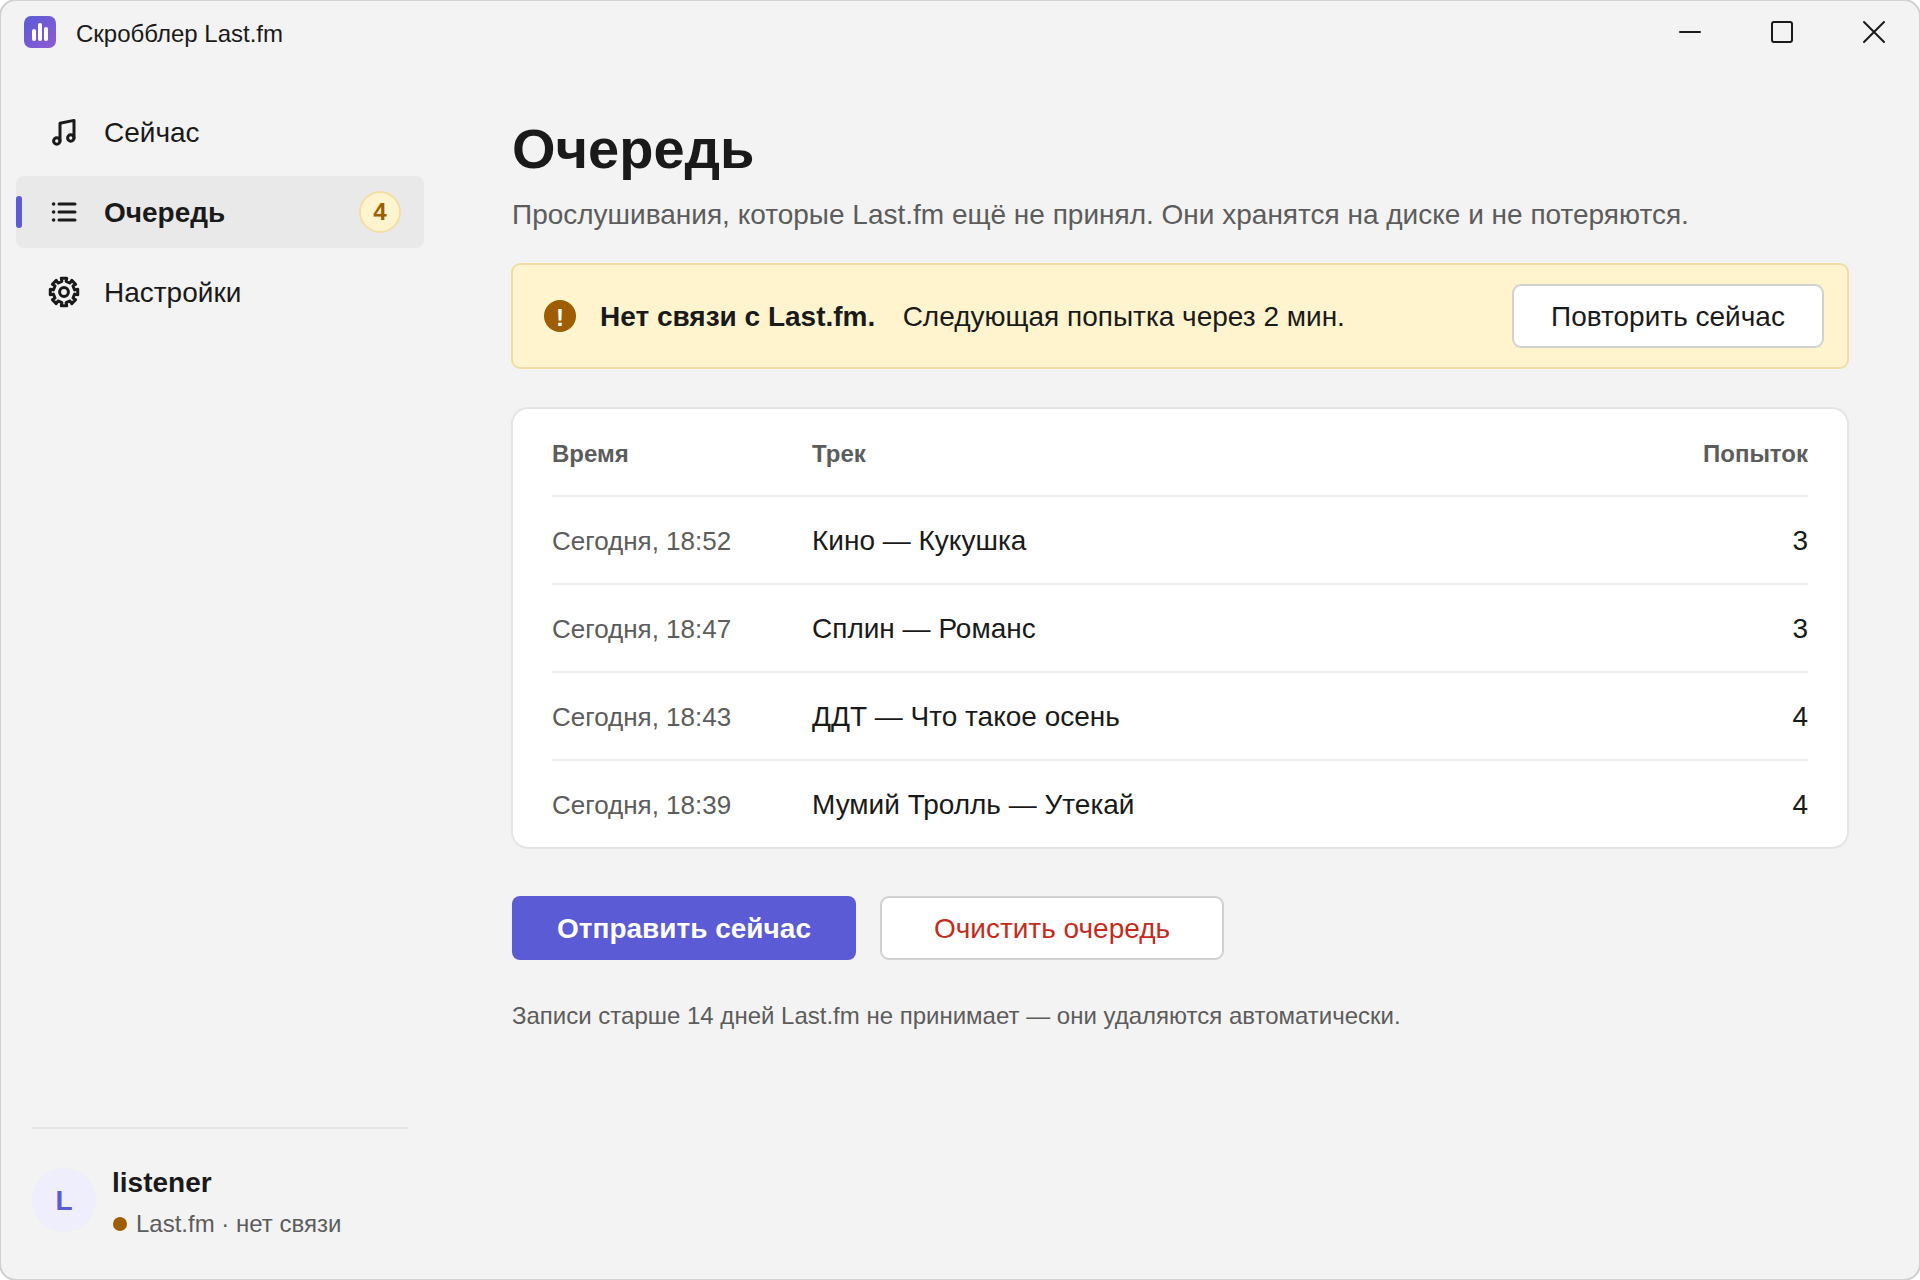 Скробблер Last.fm
Сейчас
Очередь 4
Настройки
Очередь
Прослушивания, которые Last.fm ещё не принял. Они хранятся на диске и не потеряются.
! Нет связи с Last.fm. Следующая попытка через 2 мин. Повторить сейчас
Время Трек Попыток
Сегодня, 18:52 Кино — Кукушка 3
Сегодня, 18:47 Сплин — Романс 3
Сегодня, 18:43 ДДТ — Что такое осень 4
Сегодня, 18:39 Мумий Тролль — Утекай 4
Отправить сейчас Очистить очередь
Записи старше 14 дней Last.fm не принимает — они удаляются автоматически.
L listener
Last.fm · нет связи